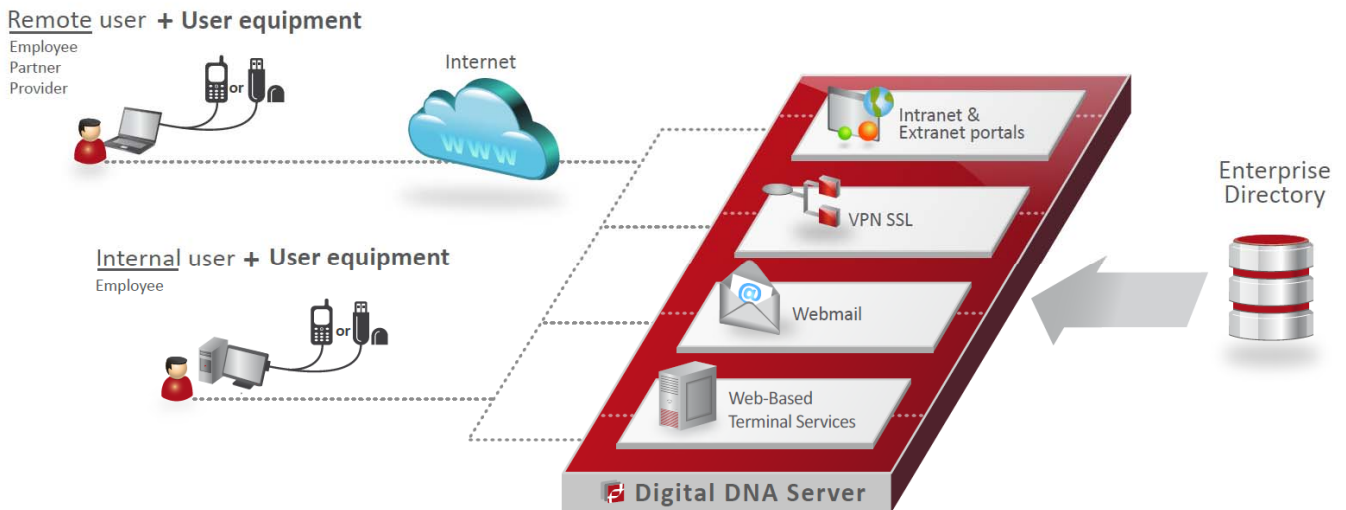 Remote user + User equipment
Employee
Partner
Provider
or
Internet
www
Internal user + User equipment
Employee
or
Intranet &
Extranet portals
VPN SSL
@
Webmail
Web-Based
Terminal Services
Digital DNA Server
Enterprise
Directory